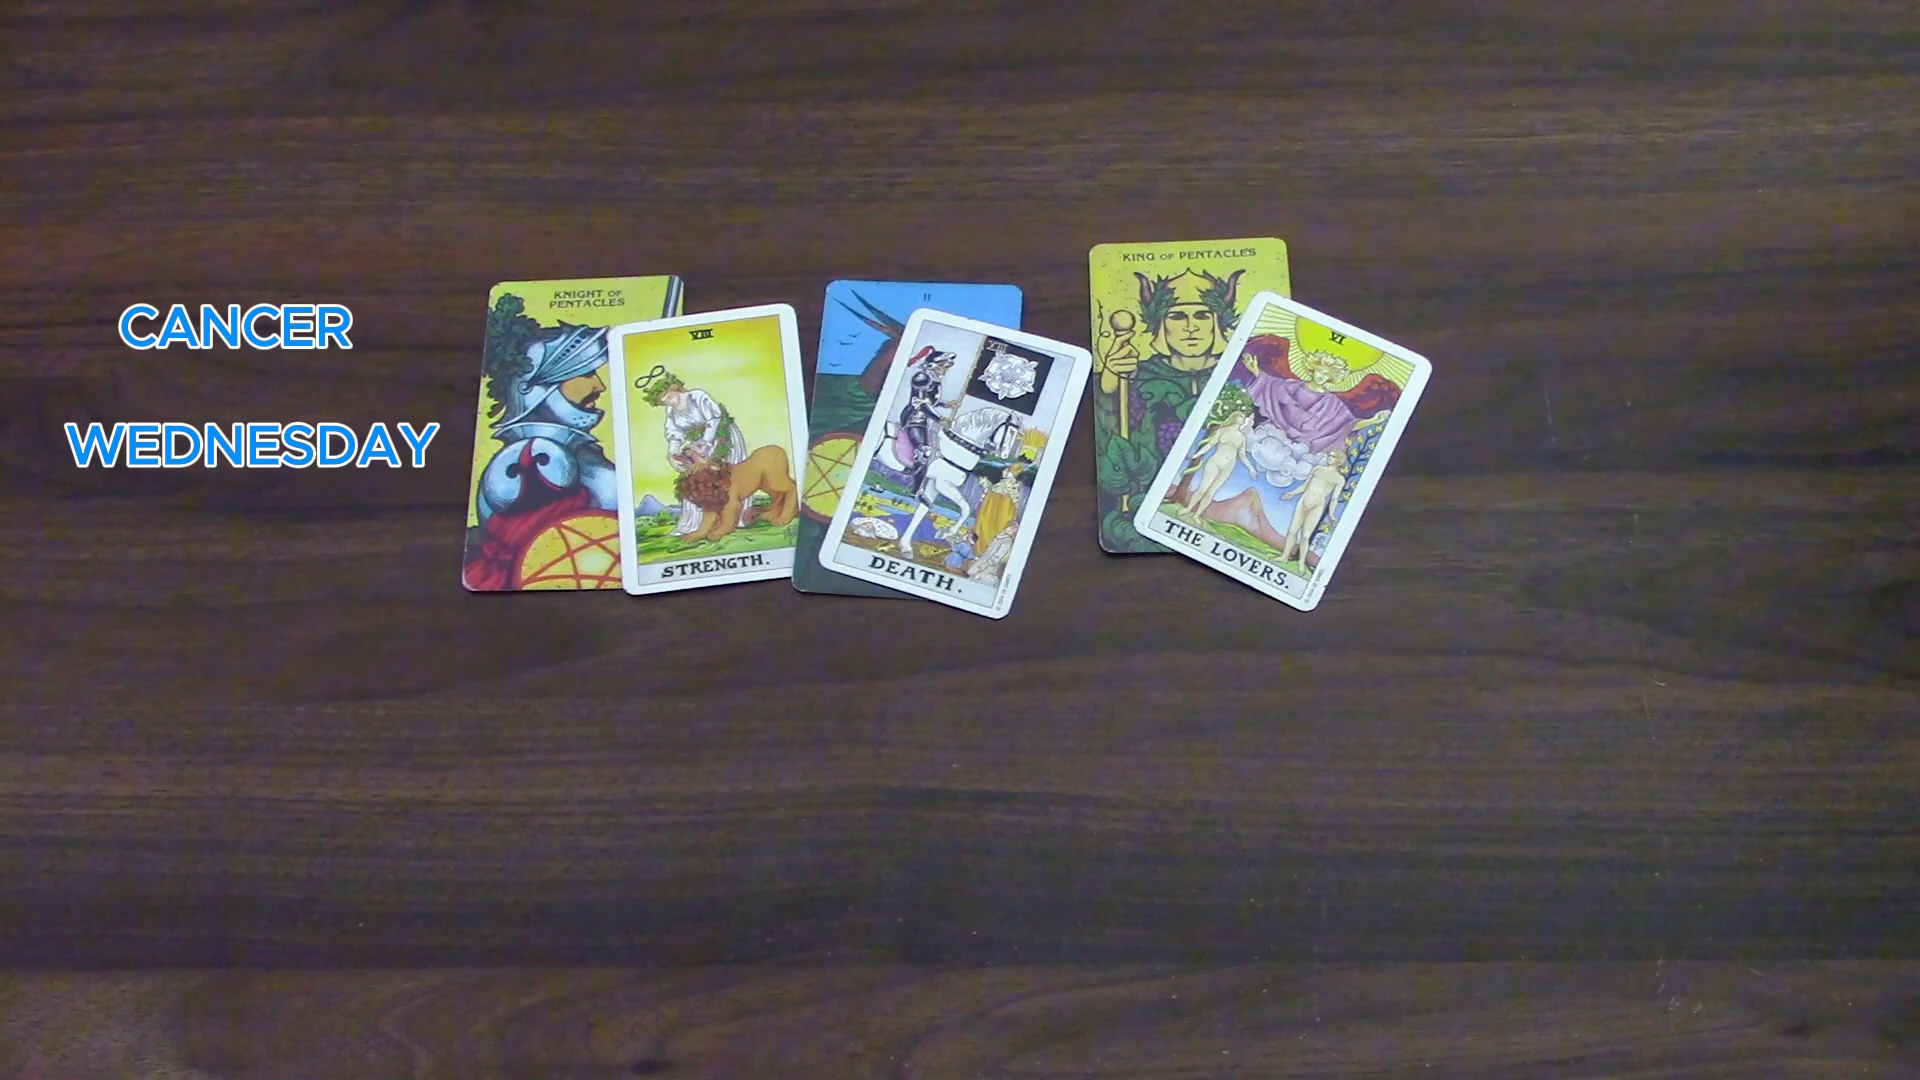 CANCER
WEDNESDAY
KNIGHT OF
PENTACLES
VIII
STRENGTH.
II
DEATH.
KING OF PENTACLES
VI
THE LOVERS.